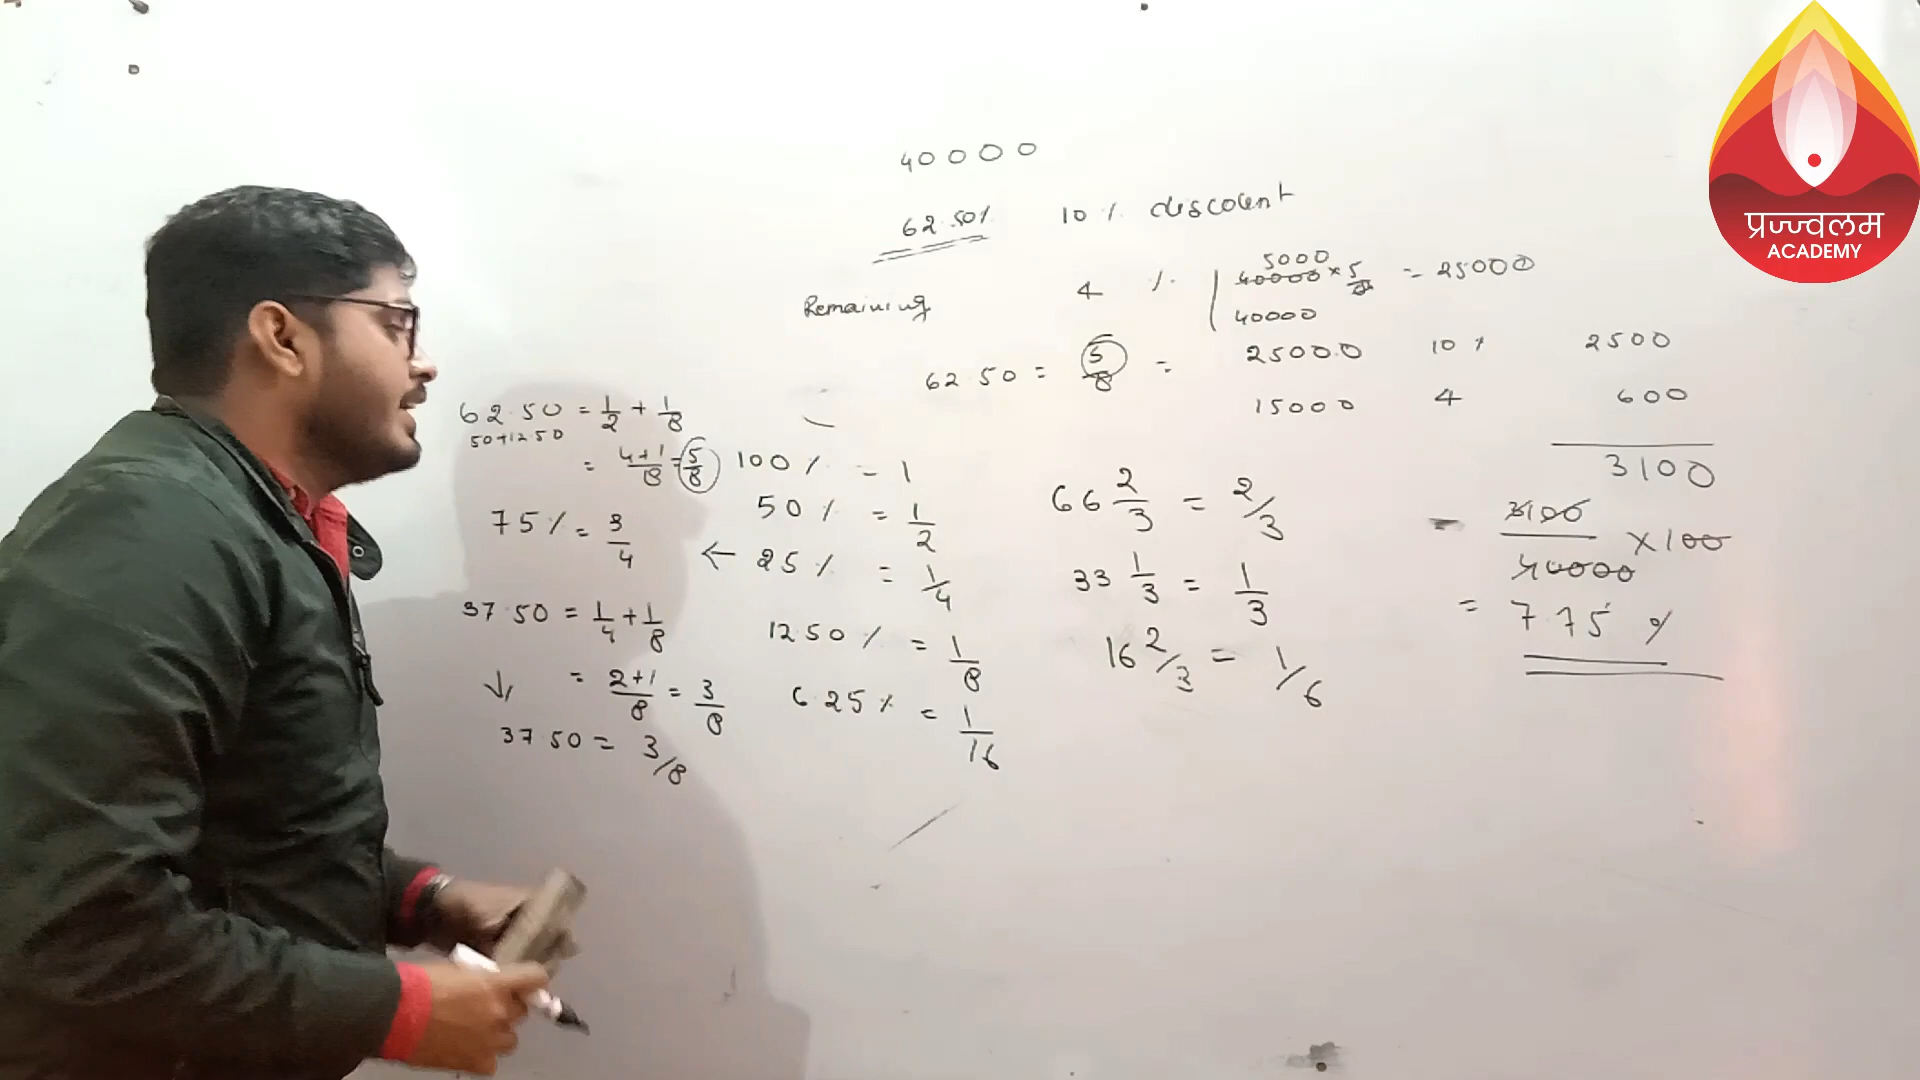 40000
62.50% 10% discount
Remaining 4 %
5000
40000 × 5/8 = 25000
40000
62.50 = 5/8 = 25000 10% 2500
15000 4 600
3100
3100/40000 × 100
= 7.75 %
62.50 = 1/2 + 1/8
50+12.50
= 4+1/8 = 5/8
75% = 3/4
37.50 = 1/4 + 1/8
= 2+1/8 = 3/8
37.50 = 3/8
100% - 1
50% = 1/2
← 25% = 1/4
12.50% = 1/8
6.25% = 1/16
66 2/3 = 2/3
33 1/3 = 1/3
16 2/3 = 1/6
प्रज्ज्वलम
ACADEMY